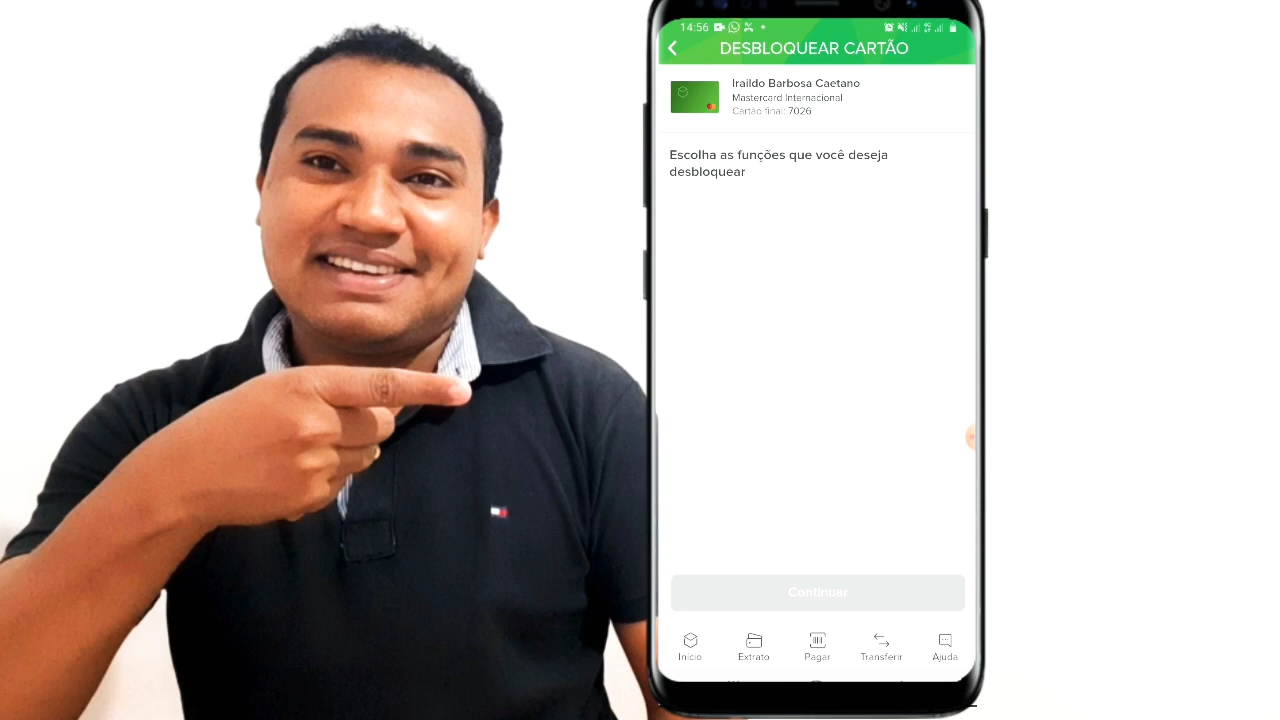 14:56
DESBLOQUEAR CARTÃO
Iraildo Barbosa Caetano
Mastercard Internacional
Cartão final: 7026
Escolha as funções que você deseja
desbloquear
Continuar
Início Extrato Pagar Transferir Ajuda